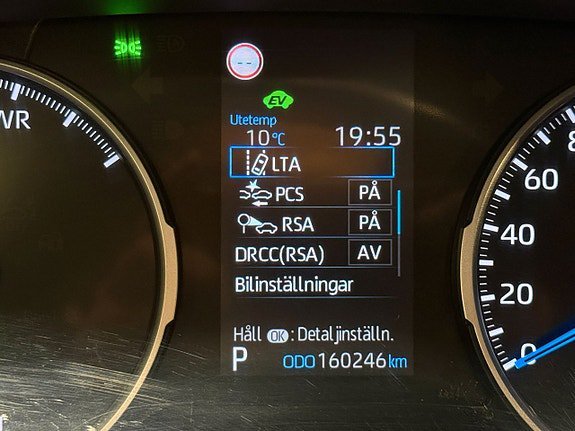 - -
EV
Utetemp
10°C 19:55
LTA
PCS PÅ
RSA PÅ
DRCC(RSA) AV
Bilinställningar
Håll OK : Detaljinställn.
P ODO 160246 km
WR
60
40
20
0